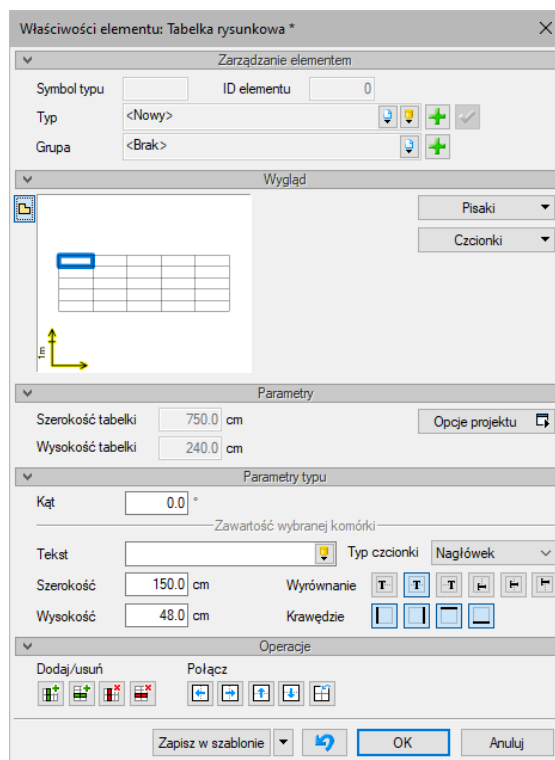 Właściwości elementu: Tabelka rysunkowa *
Zarządzanie elementem
Symbol typu ID elementu 0
Typ <Nowy>
Grupa <Brak>
Wygląd
Pisaki
Czcionki
1m
Parametry
Szerokość tabelki 750.0 cm Opcje projektu
Wysokość tabelki 240.0 cm
Parametry typu
Kąt 0.0 °
Zawartość wybranej komórki
Tekst Typ czcionki Nagłówek
Szerokość 150.0 cm Wyrównanie T T T T T T
Wysokość 48.0 cm Krawędzie
Operacje
Dodaj/usuń Połącz
Zapisz w szablonie OK Anuluj